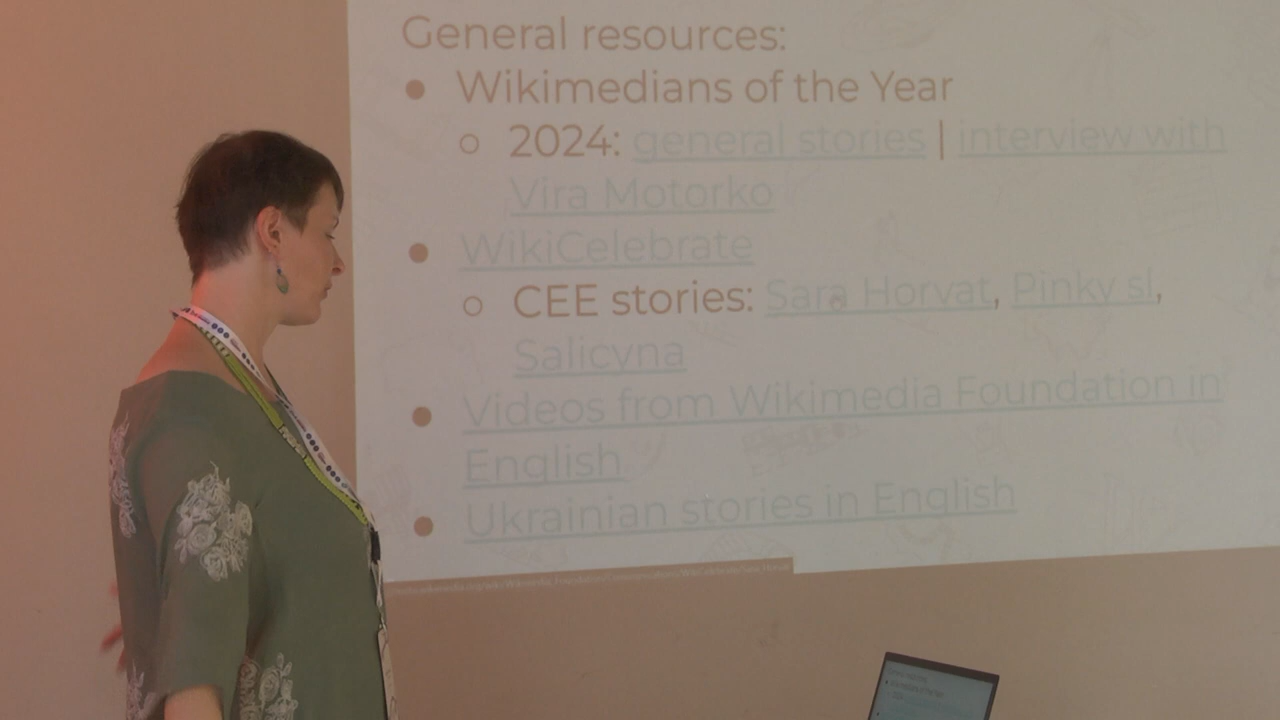 General resources:
● Wikimedians of the Year
○ 2024: general stories | interview with
Vira Motorko
● WikiCelebrate
○ CEE stories: Sara Horvat, Pinky sl,
Salicyna
● Videos from Wikimedia Foundation in
English
● Ukrainian stories in English